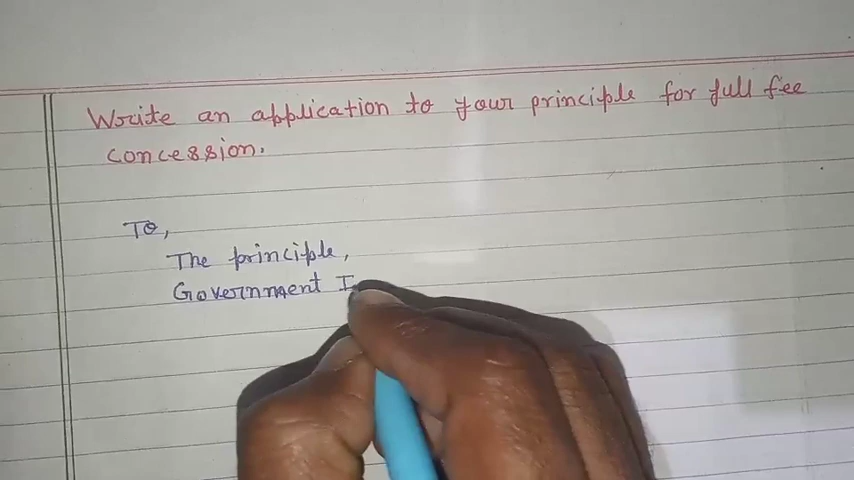 Write an application to your principle for full fee
concession.
To,
The principle,
Government I